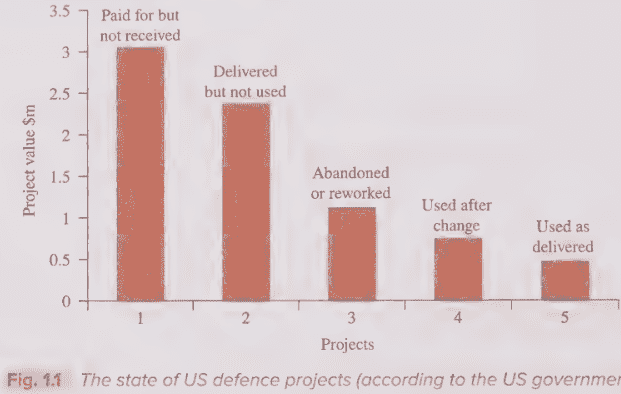 3.5
Paid for but
not received
3
Delivered
but not used
2.5
2
Abandoned
or reworked
1.5
Used after
change
1
Used as
delivered
0.5
0
Project value $m
1 2 3 4 5
Projects
Fig. 1.1 The state of US defence projects (according to the US